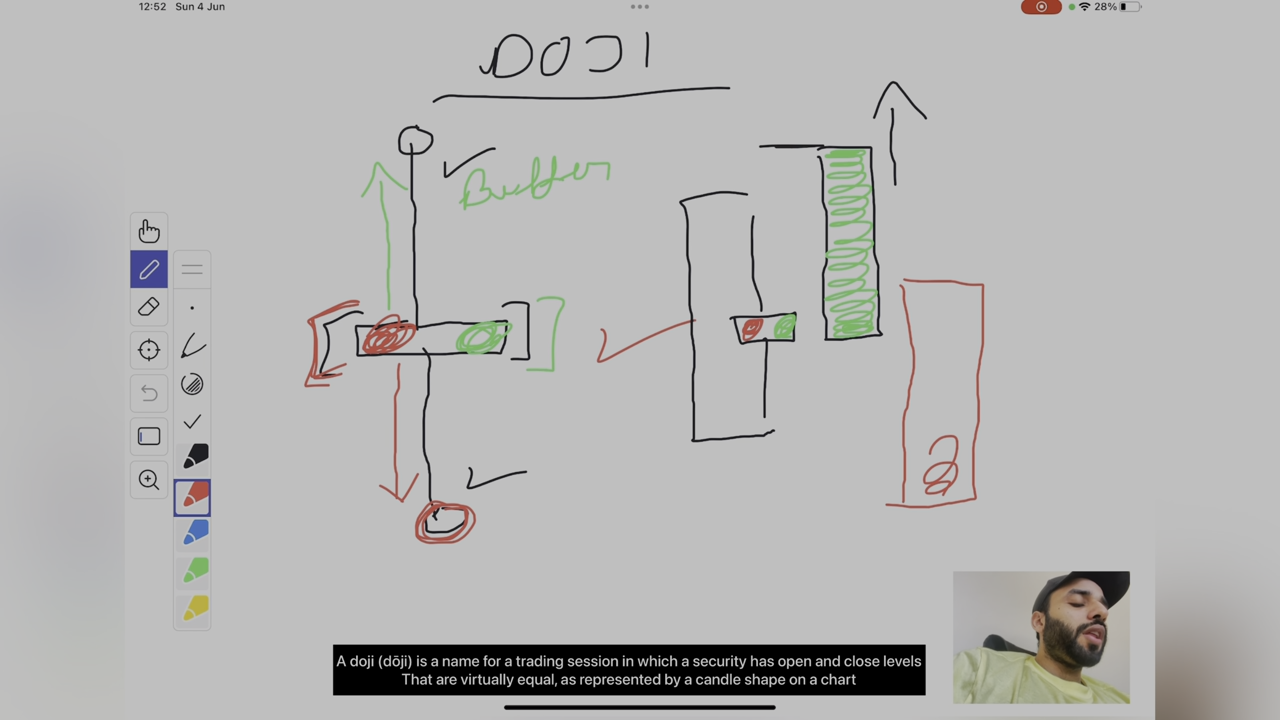 12:52 Sun 4 Jun
28%
DOJI
A doji (dōji) is a name for a trading session in which a security has open and close levels
That are virtually equal, as represented by a candle shape on a chart